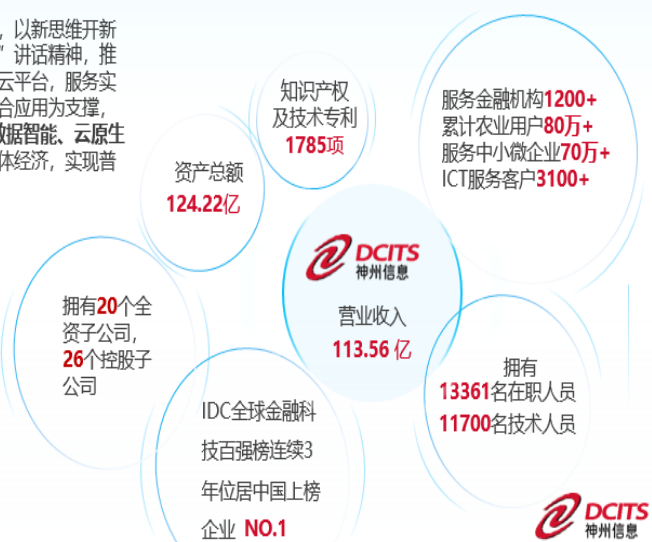 ，以新思维开新
”讲话精神，推
云平台，服务实
合应用为支撑，
数据智能、云原生
体经济，实现普
知识产权
及技术专利
1785项
服务金融机构1200+
累计农业用户80万+
服务中小微企业70万+
ICT服务客户3100+
资产总额
124.22亿
DCITS
神州信息
营业收入
113.56 亿
拥有20个全
资子公司，
26个控股子
公司
拥有
13361名在职人员
11700名技术人员
IDC全球金融科
技百强榜连续3
年位居中国上榜
企业 NO.1
DCITS
神州信息